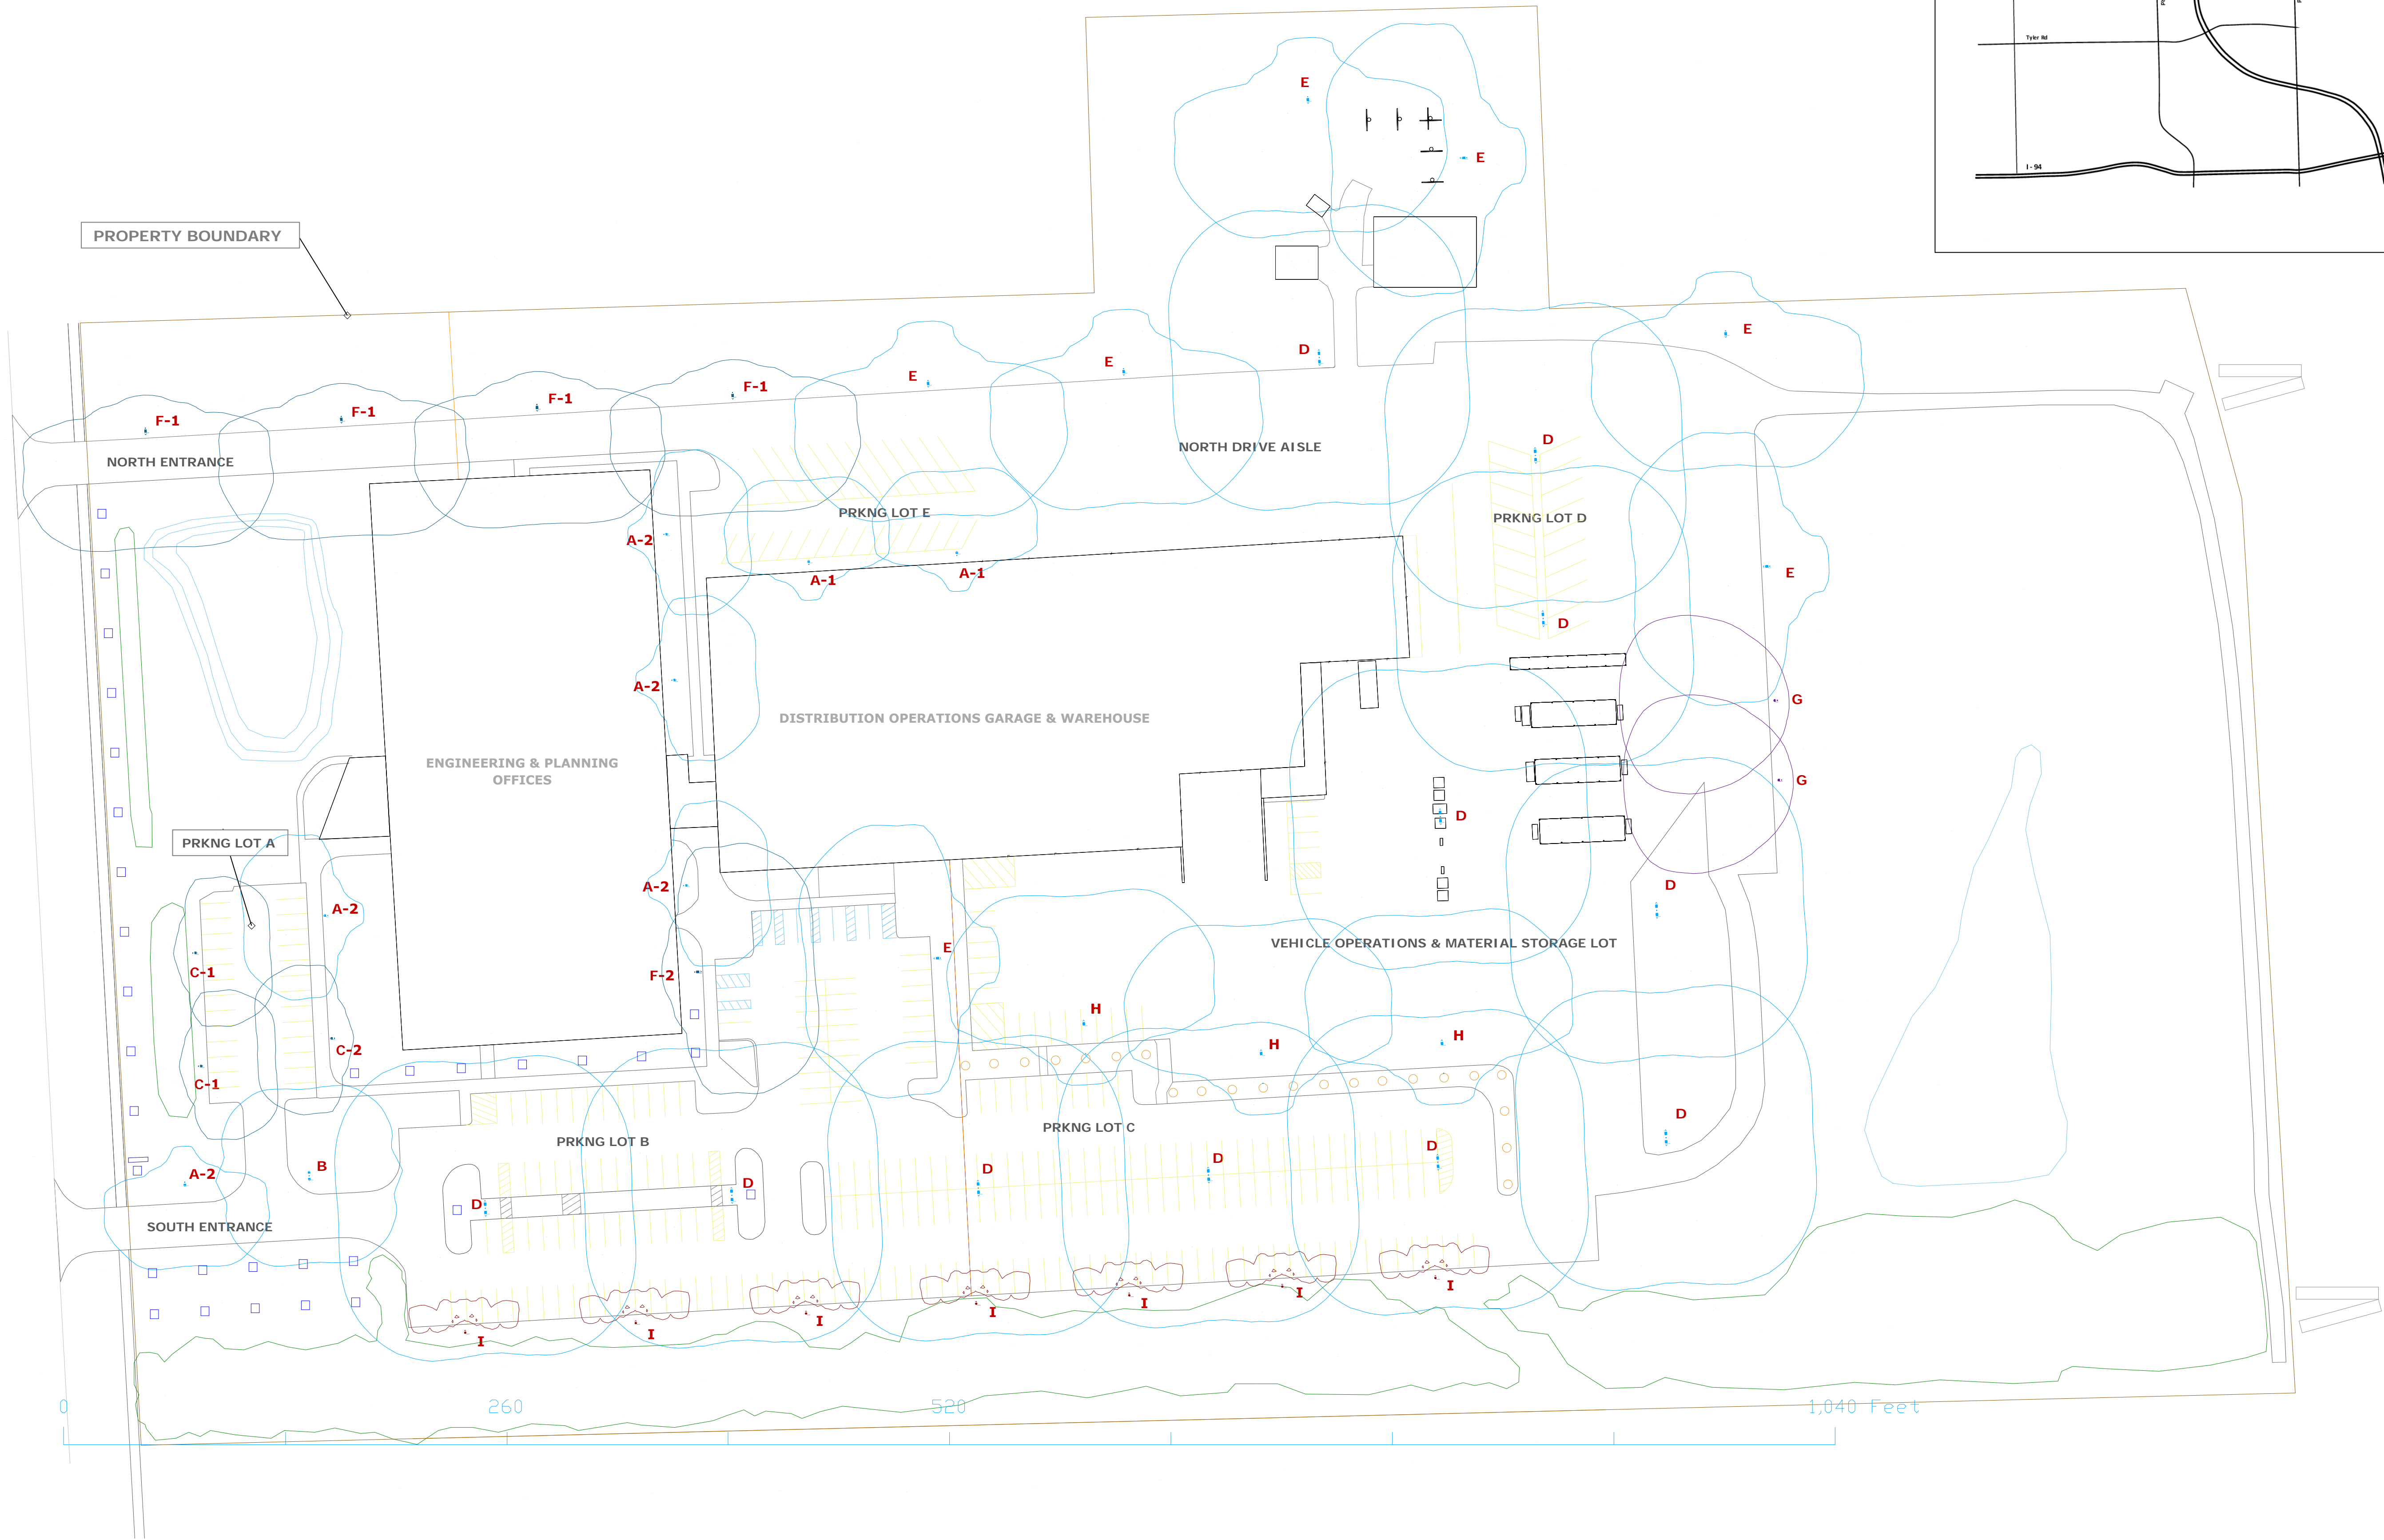 Tyler Rd
I - 94
E
E
PROPERTY BOUNDARY
E
D
E
E
F-1
F-1
F-1
F-1
NORTH ENTRANCE
NORTH DRIVE AISLE
D
PRKNG LOT E
PRKNG LOT D
A-2
A-1
A-1
E
D
A-2
G
DISTRIBUTION OPERATIONS GARAGE & WAREHOUSE
ENGINEERING & PLANNING
OFFICES
G
D
PRKNG LOT A
A-2
D
A-2
E
VEHICLE OPERATIONS & MATERIAL STORAGE LOT
C-1
F-2
H
H
H
C-2
C-1
D
PRKNG LOT B
PRKNG LOT C
D
D
D
B
A-2
D
D
SOUTH ENTRANCE
I
I
I
I
I
I
I
0
260
520
1,040 Feet